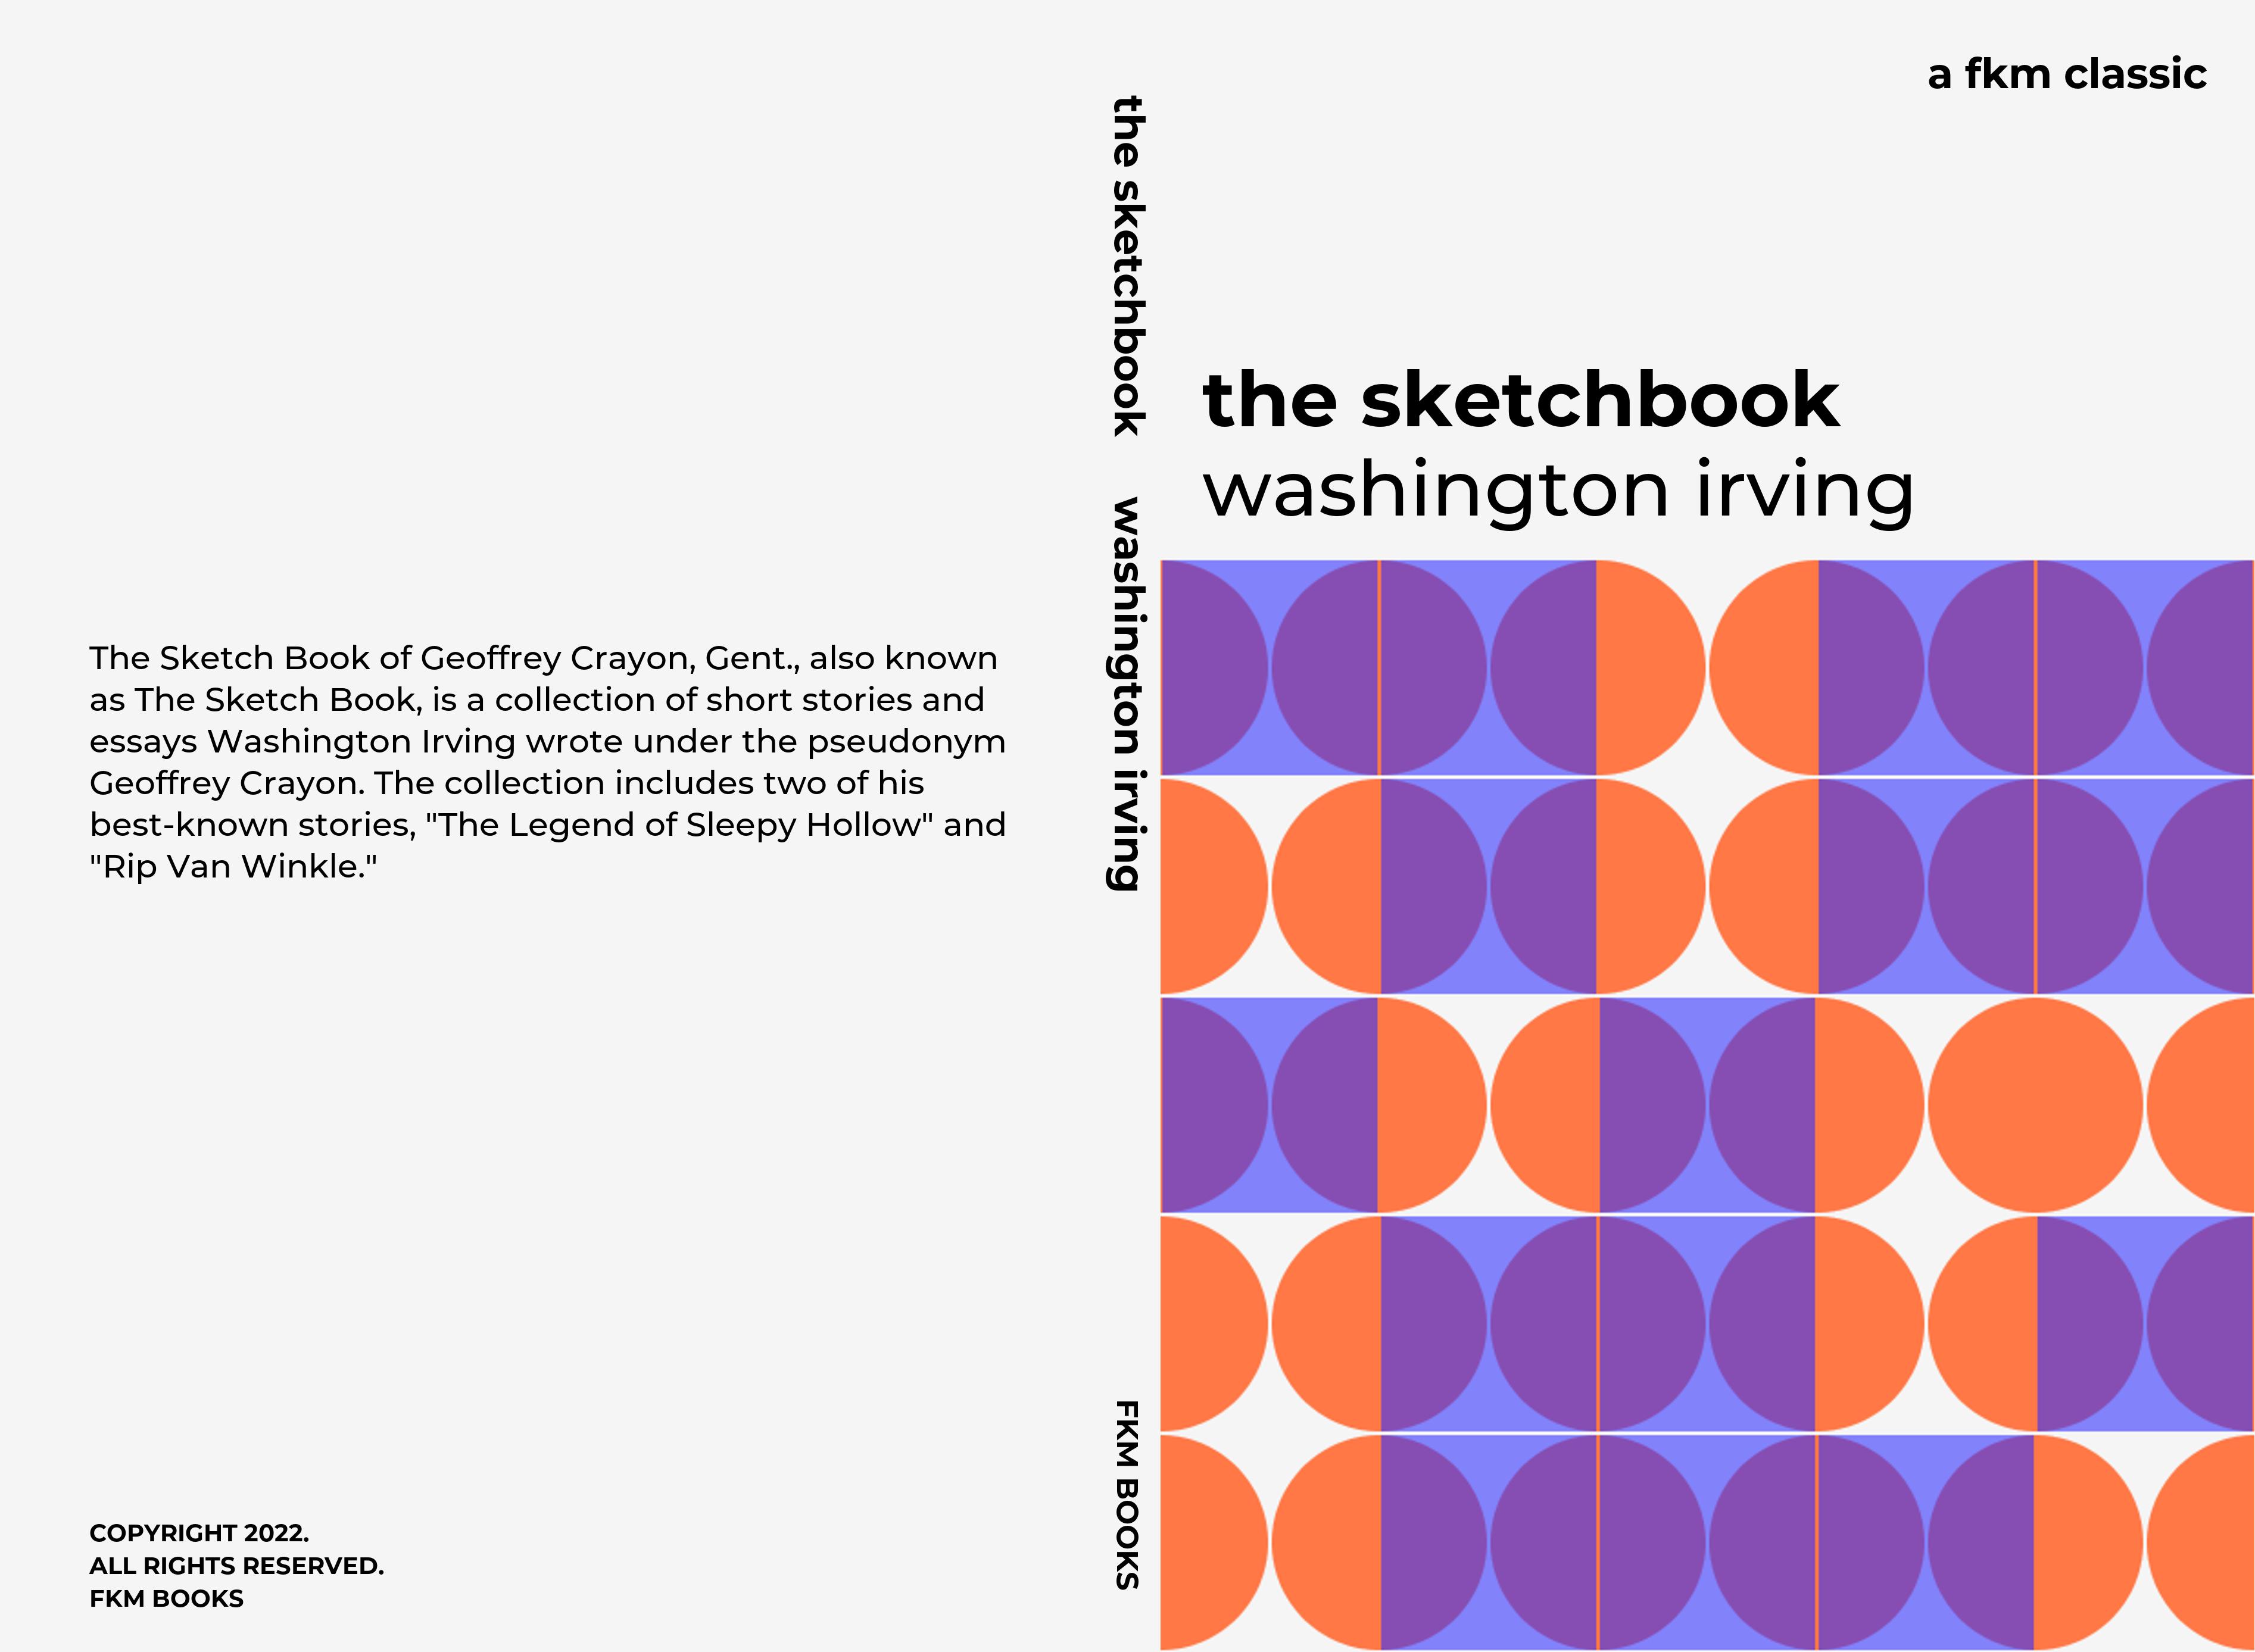 a fkm classic
the sketchbook
washington irving
the sketchbook washington irving
FKM BOOKS
The Sketch Book of Geoffrey Crayon, Gent., also known
as The Sketch Book, is a collection of short stories and
essays Washington Irving wrote under the pseudonym
Geoffrey Crayon. The collection includes two of his
best-known stories, "The Legend of Sleepy Hollow" and
"Rip Van Winkle."
COPYRIGHT 2022.
ALL RIGHTS RESERVED.
FKM BOOKS